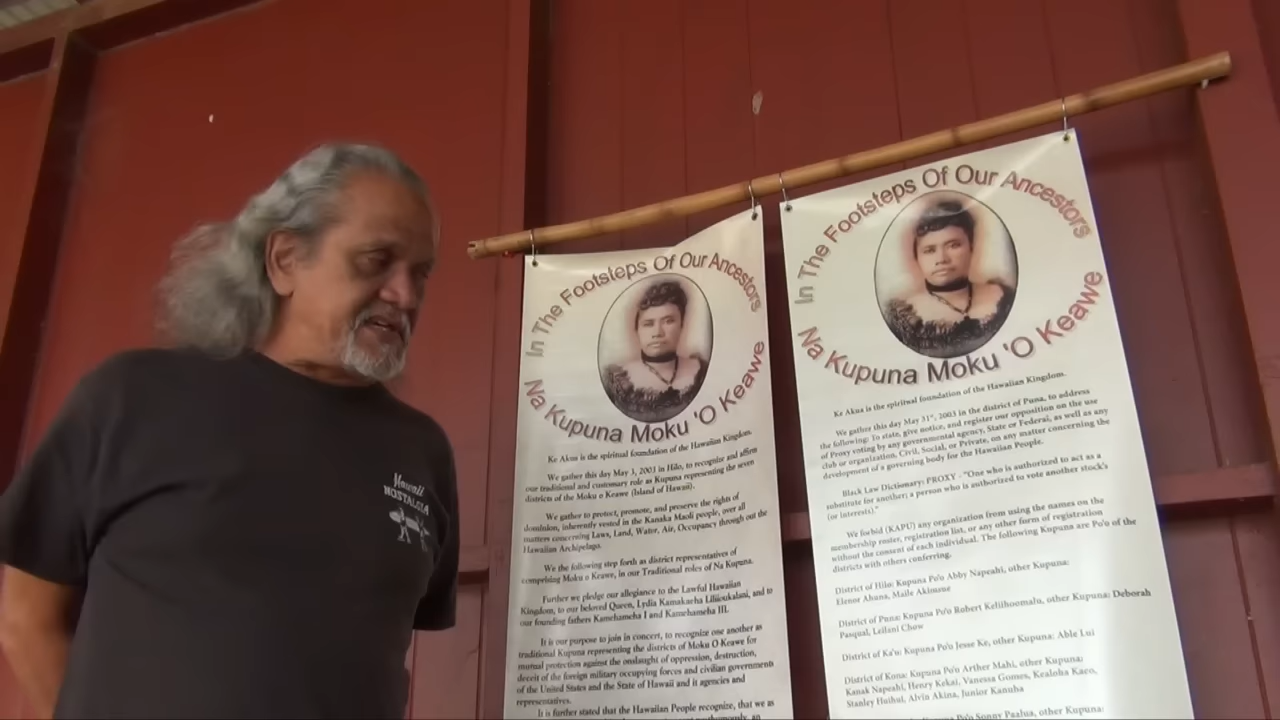 Hawaii
NOSTALGIA
In The Footsteps Of Our Ancestors
Na Kupuna Moku 'O Keawe
Ke Akua is the spiritual foundation of the Hawaiian Kingdom.
We gather this day May 3, 2003 in Hilo, to recognize and affirm
our traditional and customary role as Kupuna representing the seven
districts of the Moku o Keawe (Island of Hawaii).
We gather to protect, promote, and preserve the rights of
dominion, inherently vested in the Kanaka Maoli people, over all
matters concerning Laws, Land, Water, Air, Occupancy through out the
Hawaiian Archipelago.
We the following step forth as district representatives of
comprising Moku o Keawe, in our Traditional roles of Na Kupuna.
Further we pledge our allegiance to the Lawful Hawaiian
Kingdom, to our beloved Queen, Lydia Kamakaeha Liliuokalani, and to
our founding fathers Kamehameha I and Kamehameha III.
It is our purpose to join in concert, to recognize one another as
traditional Kupuna representing the districts of Moku O Keawe for
mutual protection against the onslaught of oppression, destruction,
deceit of the foreign military occupying forces and civilian governments
of the United States and the State of Hawaii and it agencies and
representatives.
It is further stated that the Hawaiian People recognize, that we as
In The Footsteps Of Our Ancestors
Na Kupuna Moku 'O Keawe
Ke Akua is the spiritual foundation of the Hawaiian Kingdom.
We gather this day May 31st, 2003 in the district of Puna, to address
the following: To state, give notice, and register our opposition on the use
of Proxy voting by any governmental agency, State or Federal, as well as any
club or organization, Civil, Social, or Private, on any matter concerning the
development of a governing body for the Hawaiian People.
Black Law Dictionary: PROXY - "One who is authorized to act as a
substitute for another; a person who is authorized to vote another stock's
(or interests)."
We forbid (KAPU) any organization from using the names on the
membership roster, registration list, or any other form of registration
without the consent of each individual. The following Kupuna are Po'o of the
districts with others conferring.
District of Hilo: Kupuna Po'o Abby Napeahi, other Kupuna:
Elenor Ahuna, Maile Akimseu
District of Puna: Kupuna Po'o Robert Keliihoomalu, other Kupuna: Deborah
Pasqual, Leilani Chow
District of Ka'u: Kupuna Po'o Jesse Ke, other Kupuna: Able Lui
District of Kona: Kupuna Po'o Arther Mahi, other Kupuna:
Kanak Napeahi, Henry Kekai, Vanessa Gomes, Kealoha Kaeo,
Stanley Huihui, Alvin Akina, Junior Kanuha
Kupuna Po'o Sonny Paalua, other Kupuna: